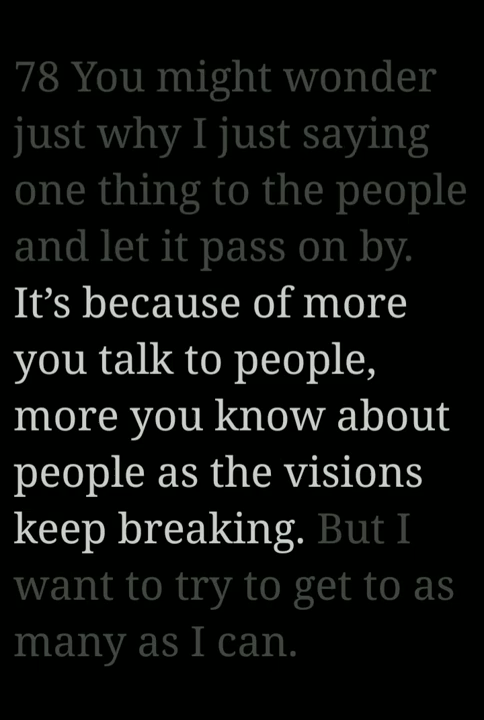 78 You might wonder
just why I just saying
one thing to the people
and let it pass on by.
It’s because of more
you talk to people,
more you know about
people as the visions
keep breaking. But I
want to try to get to as
many as I can.